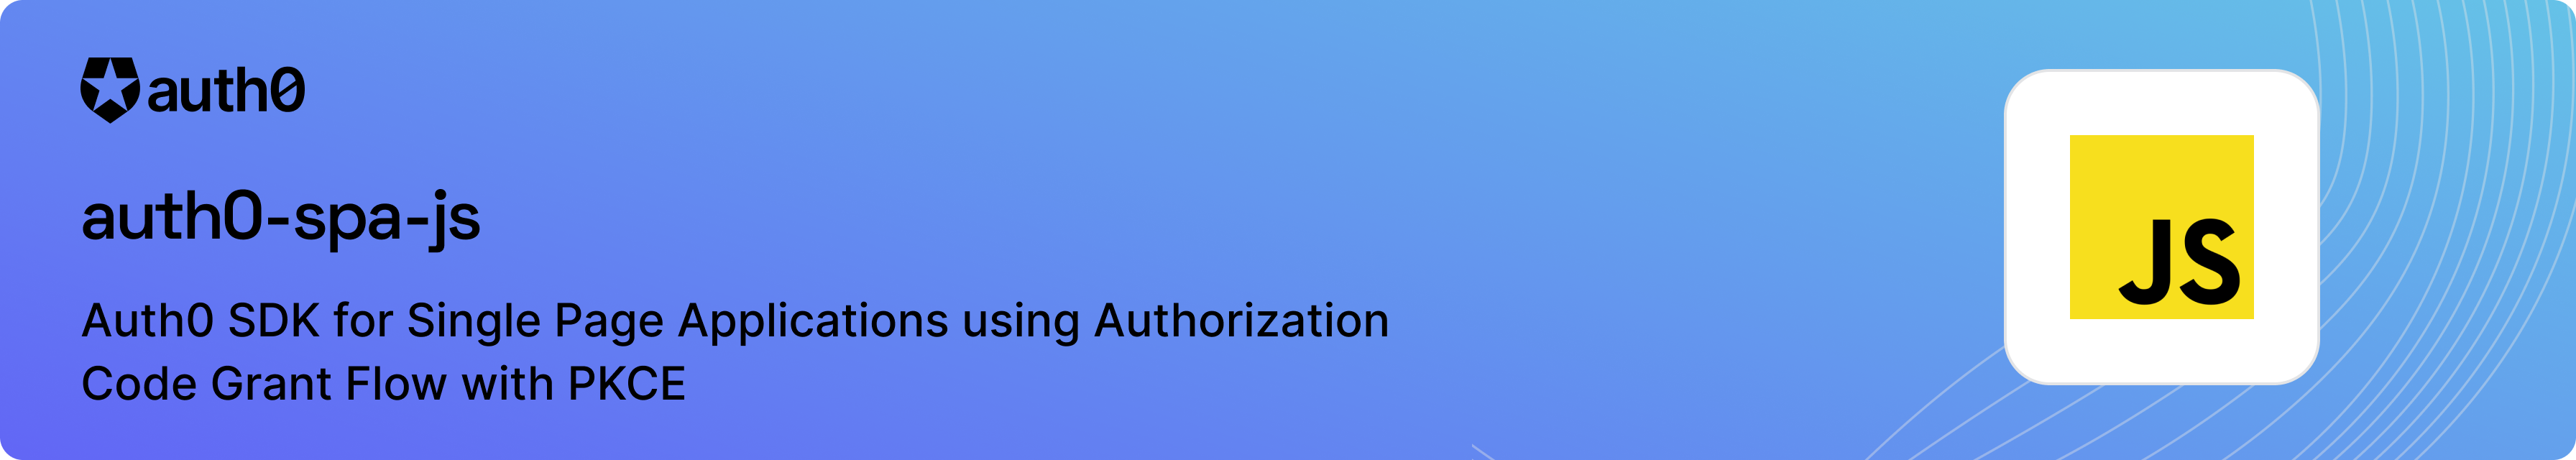 auth0
auth0-spa-js
Auth0 SDK for Single Page Applications using Authorization
Code Grant Flow with PKCE
JS